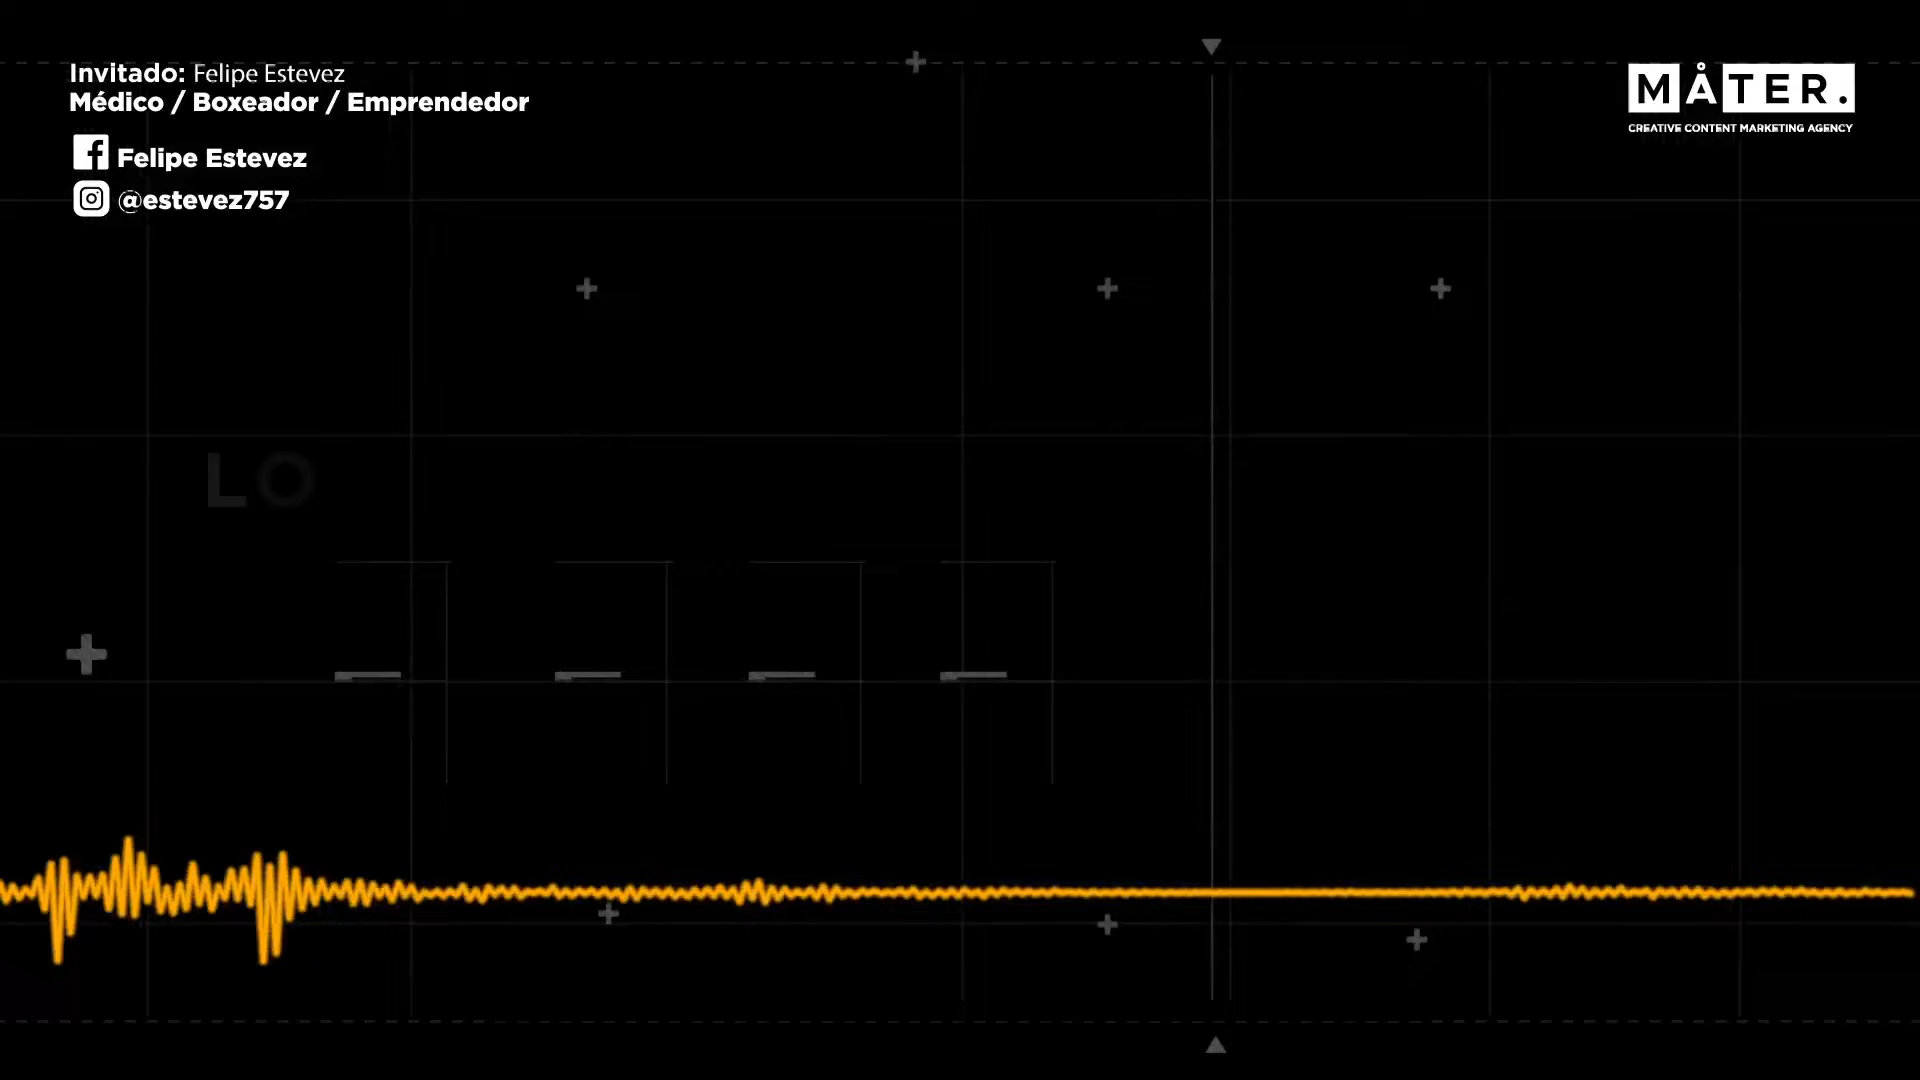 Invitado: Felipe Estevez
Médico / Boxeador / Emprendedor
Felipe Estevez
@estevez757
MÅTER.
CREATIVE CONTENT MARKETING AGENCY
LO